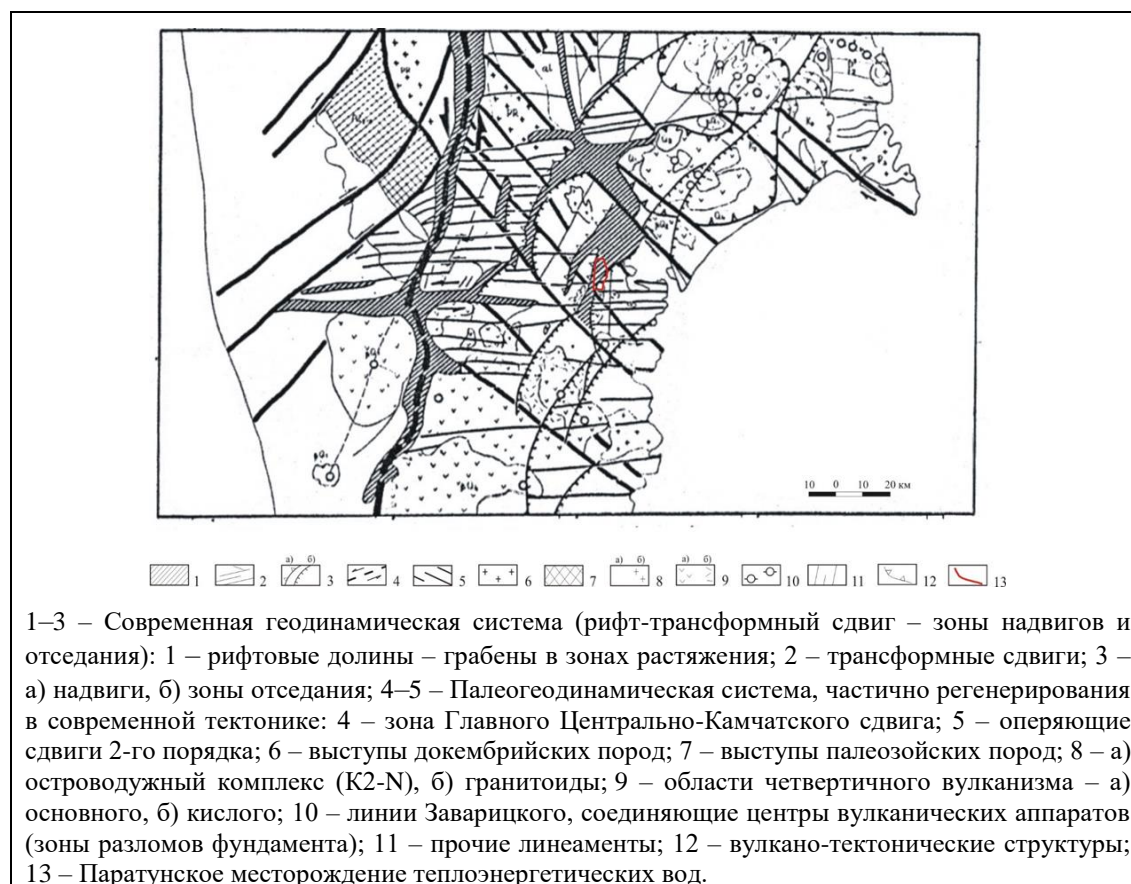 10 0 10 20 км
а) б) а) б) а) б)
1 2 3 4 5 6 7 8 9 10 11 12 13
1–3 – Современная геодинамическая система (рифт-трансформный сдвиг – зоны надвигов и
отседания): 1 – рифтовые долины – грабены в зонах растяжения; 2 – трансформные сдвиги; 3 –
а) надвиги, б) зоны отседания; 4–5 – Палеогеодинамическая система, частично регенерирования
в современной тектонике: 4 – зона Главного Центрально-Камчатского сдвига; 5 – оперяющие
сдвиги 2-го порядка; 6 – выступы докембрийских пород; 7 – выступы палеозойских пород; 8 – а)
островодужный комплекс (К2-N), б) гранитоиды; 9 – области четвертичного вулканизма – а)
основного, б) кислого; 10 – линии Заварицкого, соединяющие центры вулканических аппаратов
(зоны разломов фундамента); 11 – прочие линеаменты; 12 – вулкано-тектонические структуры;
13 – Паратунское месторождение теплоэнергетических вод.